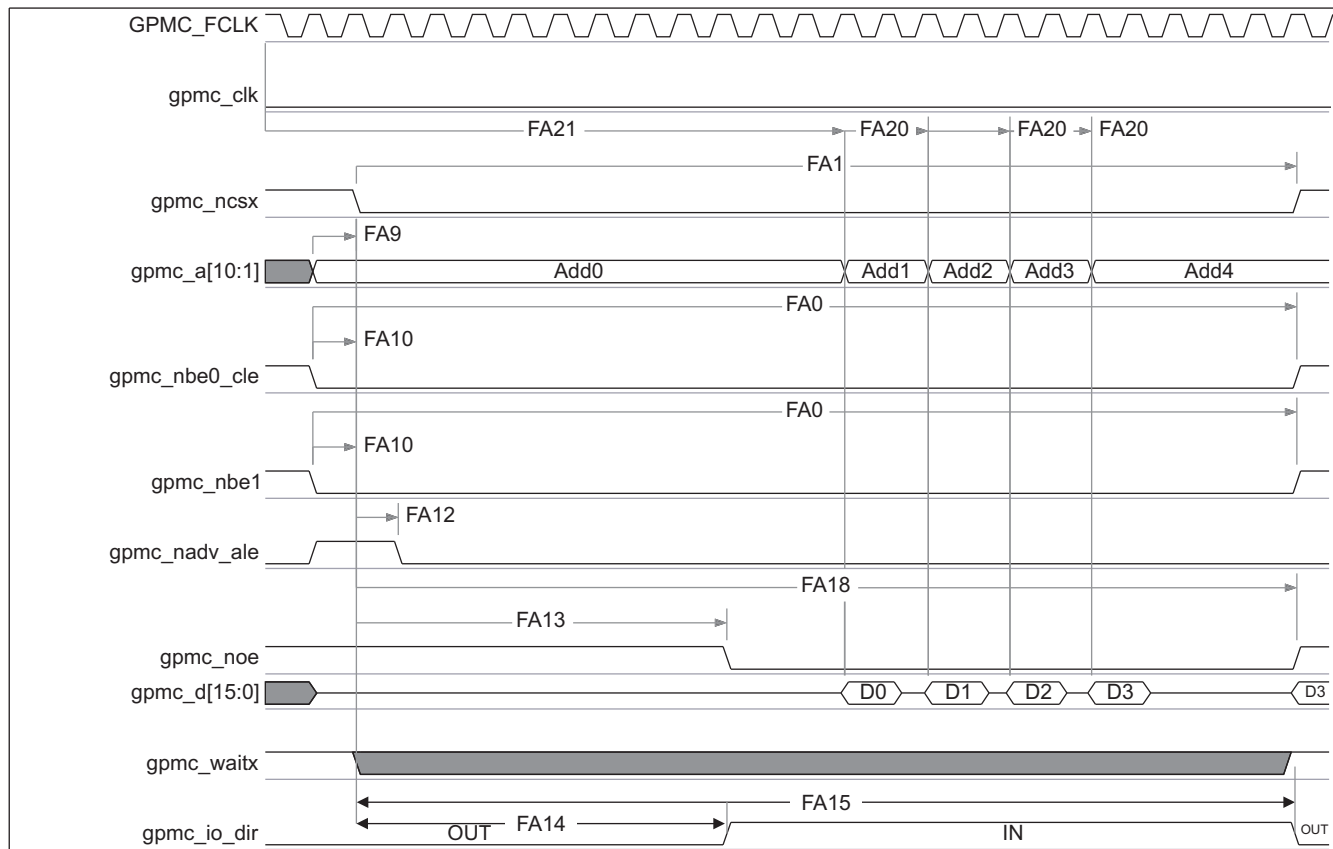 GPMC_FCLK
gpmc_clk
FA21 FA20 FA20 FA20
FA1
gpmc_ncsx
FA9
gpmc_a[10:1] Add0 Add1 Add2 Add3 Add4
FA0
FA10
gpmc_nbe0_cle
FA0
FA10
gpmc_nbe1
FA12
gpmc_nadv_ale
FA18
FA13
gpmc_noe
gpmc_d[15:0] D0 D1 D2 D3 D3
gpmc_waitx
FA15
FA14
gpmc_io_dir OUT IN OUT